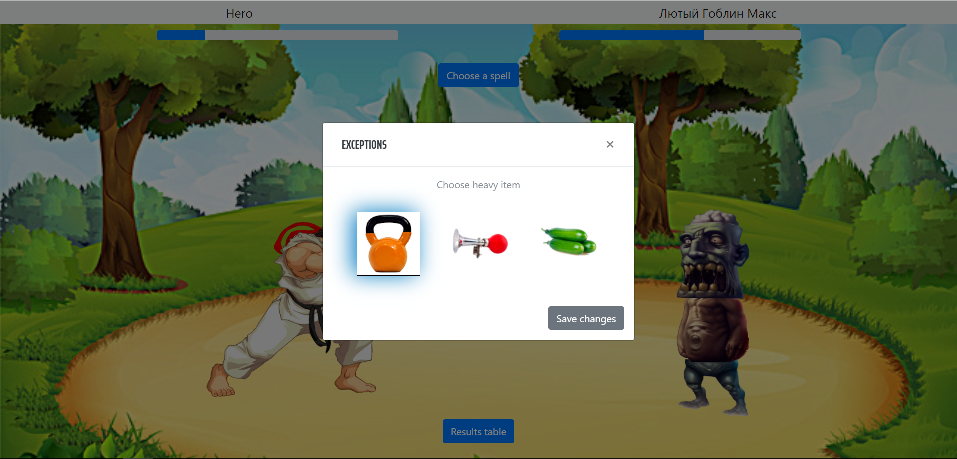 Hero
Лютый Гоблин Макс
Choose a spell
EXCEPTIONS
×
Choose heavy item
Save changes
Results table